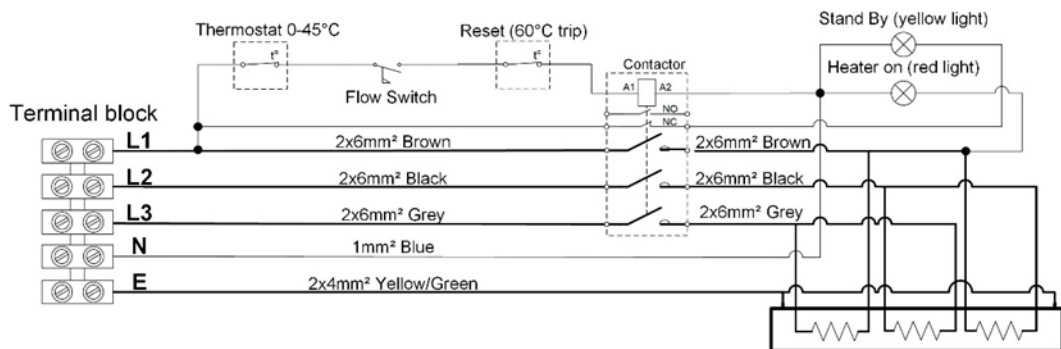 Stand By (yellow light)
Thermostat 0-45°C
Reset (60°C trip)
Heater on (red light)
t°
t°
Contactor
A1
A2
Flow Switch
NO
NC
Terminal block
L1
2x6mm² Brown
2x6mm² Brown
L2
2x6mm² Black
2x6mm² Black
L3
2x6mm² Grey
2x6mm² Grey
N
1mm² Blue
E
2x4mm² Yellow/Green